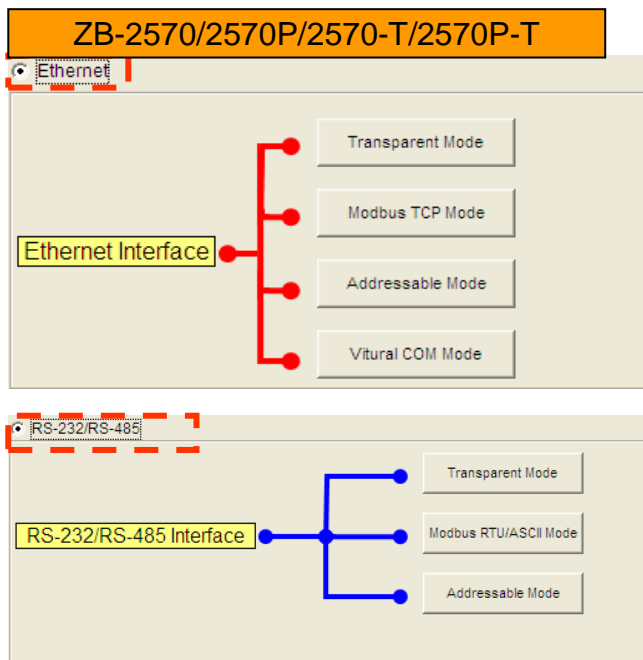 ZB-2570/2570P/2570-T/2570P-T
Ethernet
Transparent Mode
Modbus TCP Mode
Ethernet Interface
Addressable Mode
Vitural COM Mode
RS-232/RS-485
Transparent Mode
RS-232/RS-485 Interface
Modbus RTU/ASCII Mode
Addressable Mode